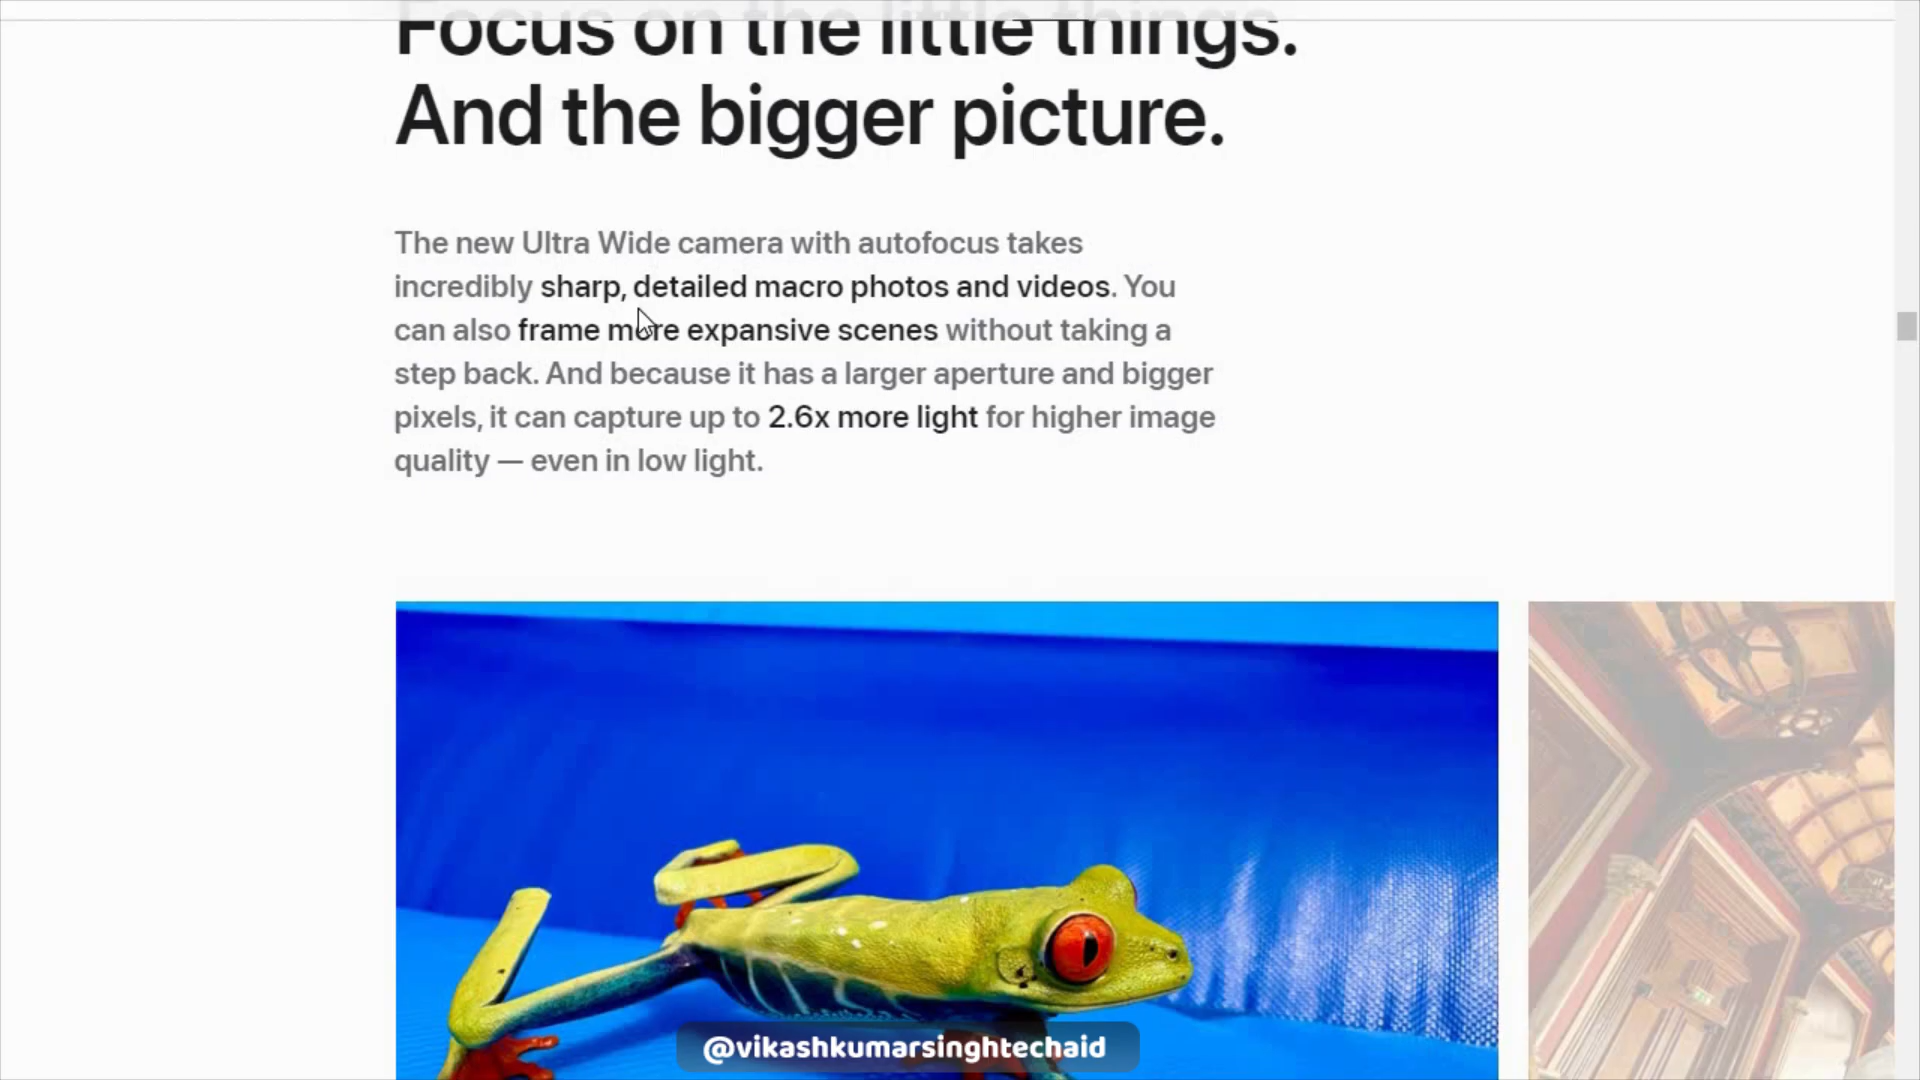 Focus on the little things.
And the bigger picture.
The new Ultra Wide camera with autofocus takes
incredibly sharp, detailed macro photos and videos. You
can also frame more expansive scenes without taking a
step back. And because it has a larger aperture and bigger
pixels, it can capture up to 2.6x more light for higher image
quality — even in low light.
@vikashkumarsinghtechaid